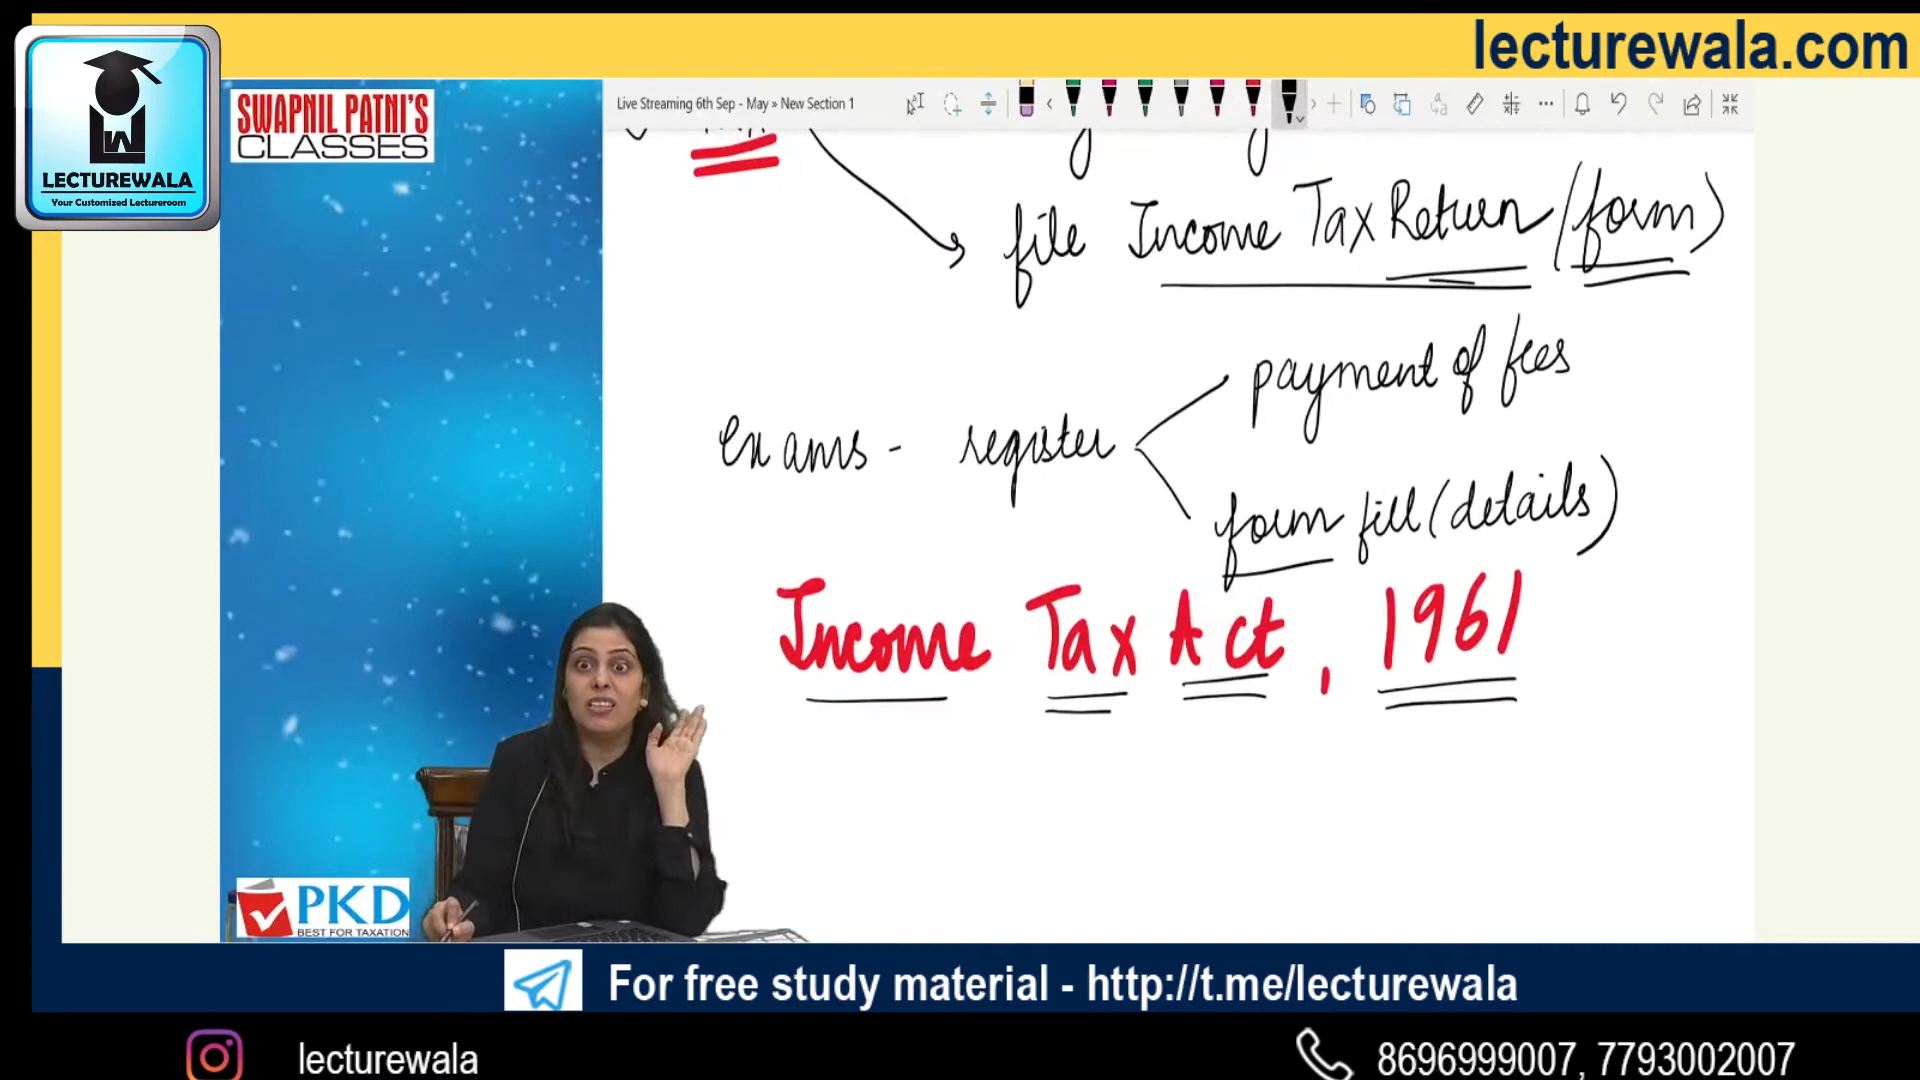 lecturewala.com
SWAPNIL PATNI'S
CLASSES
LW
LECTUREWALA
Your Customized Lectureroom
Live Streaming 6th Sep - May » New Section 1
file Income Tax Return / (form)
payment of fees
exams - register
form fill (details)
Income Tax Act, 1961
PKD
BEST FOR TAXATION
For free study material - http://t.me/lecturewala
lecturewala
8696999007, 7793002007